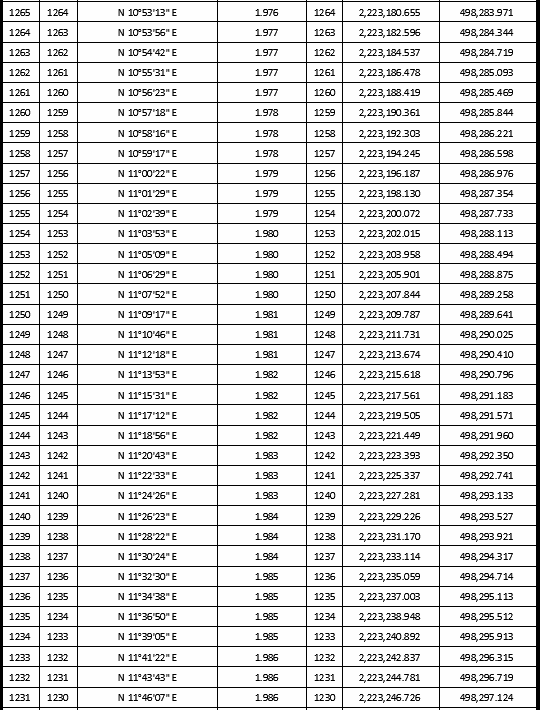 1265 1264 N 10°53'13" E 1.976 1264 2,223,180.655 498,283.971
1264 1263 N 10°53'56" E 1.977 1263 2,223,182.596 498,284.344
1263 1262 N 10°54'42" E 1.977 1262 2,223,184.537 498,284.719
1262 1261 N 10°55'31" E 1.977 1261 2,223,186.478 498,285.093
1261 1260 N 10°56'23" E 1.977 1260 2,223,188.419 498,285.469
1260 1259 N 10°57'18" E 1.978 1259 2,223,190.361 498,285.844
1259 1258 N 10°58'16" E 1.978 1258 2,223,192.303 498,286.221
1258 1257 N 10°59'17" E 1.978 1257 2,223,194.245 498,286.598
1257 1256 N 11°00'22" E 1.979 1256 2,223,196.187 498,286.976
1256 1255 N 11°01'29" E 1.979 1255 2,223,198.130 498,287.354
1255 1254 N 11°02'39" E 1.979 1254 2,223,200.072 498,287.733
1254 1253 N 11°03'53" E 1.980 1253 2,223,202.015 498,288.113
1253 1252 N 11°05'09" E 1.980 1252 2,223,203.958 498,288.494
1252 1251 N 11°06'29" E 1.980 1251 2,223,205.901 498,288.875
1251 1250 N 11°07'52" E 1.980 1250 2,223,207.844 498,289.258
1250 1249 N 11°09'17" E 1.981 1249 2,223,209.787 498,289.641
1249 1248 N 11°10'46" E 1.981 1248 2,223,211.731 498,290.025
1248 1247 N 11°12'18" E 1.981 1247 2,223,213.674 498,290.410
1247 1246 N 11°13'53" E 1.982 1246 2,223,215.618 498,290.796
1246 1245 N 11°15'31" E 1.982 1245 2,223,217.561 498,291.183
1245 1244 N 11°17'12" E 1.982 1244 2,223,219.505 498,291.571
1244 1243 N 11°18'56" E 1.982 1243 2,223,221.449 498,291.960
1243 1242 N 11°20'43" E 1.983 1242 2,223,223.393 498,292.350
1242 1241 N 11°22'33" E 1.983 1241 2,223,225.337 498,292.741
1241 1240 N 11°24'26" E 1.983 1240 2,223,227.281 498,293.133
1240 1239 N 11°26'23" E 1.984 1239 2,223,229.226 498,293.527
1239 1238 N 11°28'22" E 1.984 1238 2,223,231.170 498,293.921
1238 1237 N 11°30'24" E 1.984 1237 2,223,233.114 498,294.317
1237 1236 N 11°32'30" E 1.985 1236 2,223,235.059 498,294.714
1236 1235 N 11°34'38" E 1.985 1235 2,223,237.003 498,295.113
1235 1234 N 11°36'50" E 1.985 1234 2,223,238.948 498,295.512
1234 1233 N 11°39'05" E 1.985 1233 2,223,240.892 498,295.913
1233 1232 N 11°41'22" E 1.986 1232 2,223,242.837 498,296.315
1232 1231 N 11°43'43" E 1.986 1231 2,223,244.781 498,296.719
1231 1230 N 11°46'07" E 1.986 1230 2,223,246.726 498,297.124